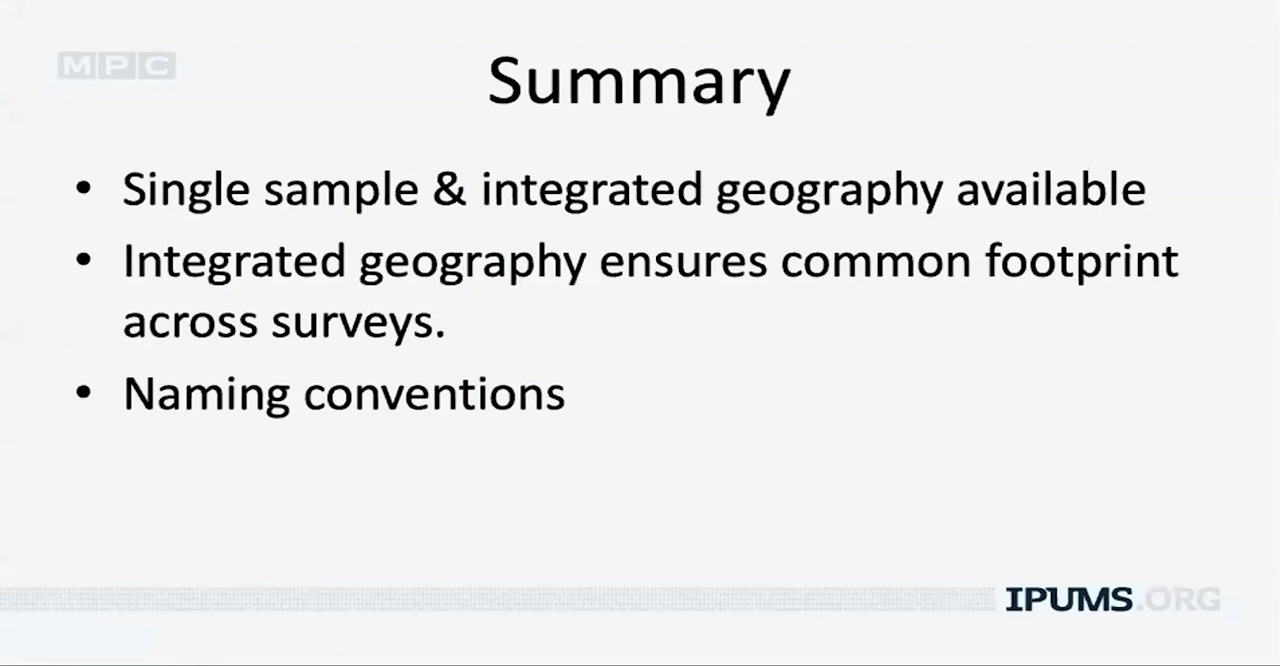 MPC
Summary
• Single sample & integrated geography available
• Integrated geography ensures common footprint
across surveys.
• Naming conventions
IPUMS.ORG